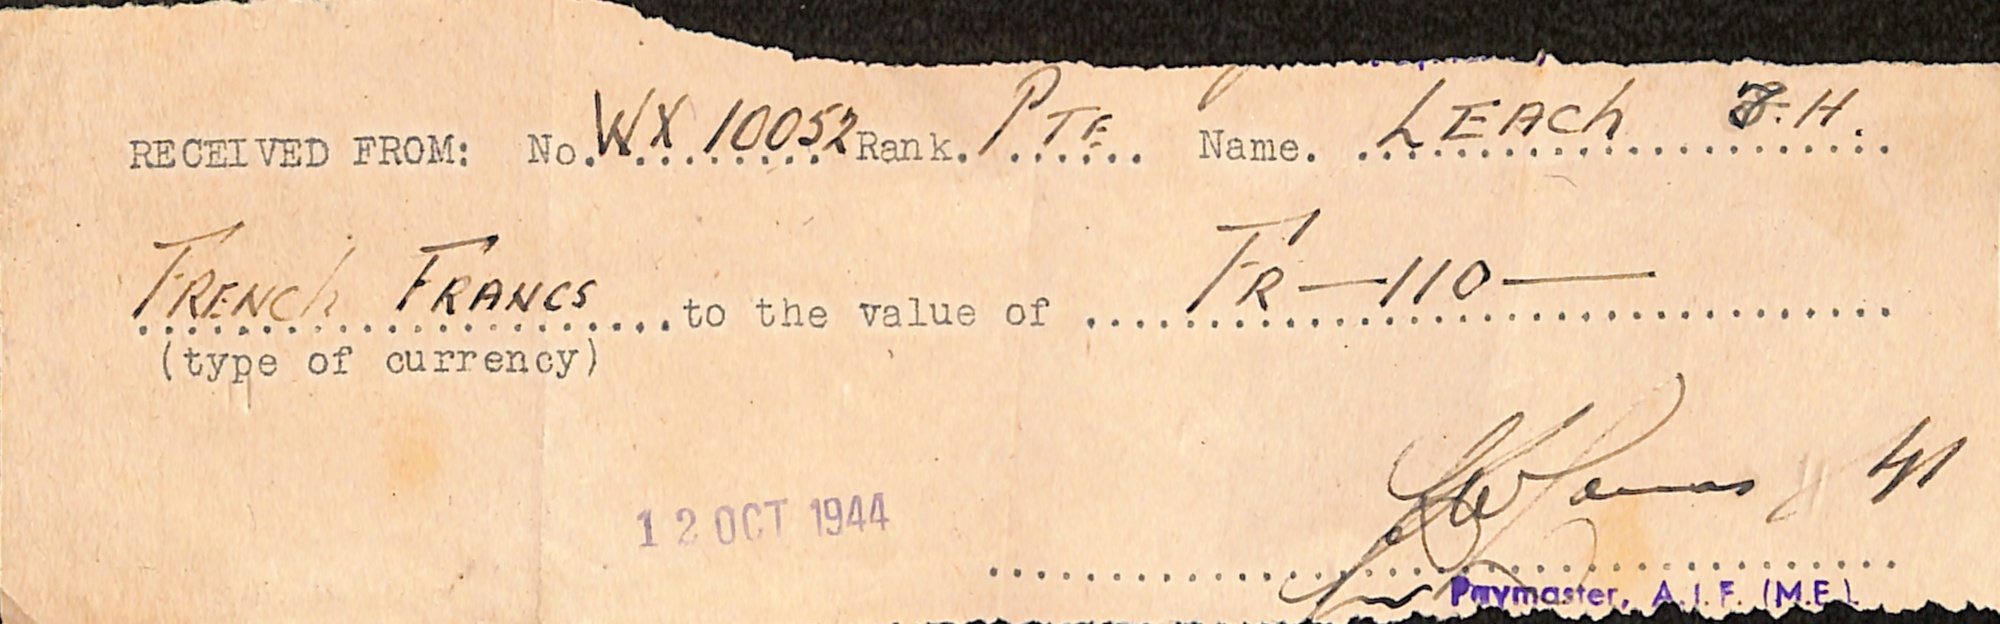 RECEIVED FROM: No. WX 10052 Rank. PTE Name. LEACH J.H.
FRENCH FRANCS to the value of FR — 110 —
(type of currency)
12 OCT 1944
Paymaster, A.I.F. (M.E.).